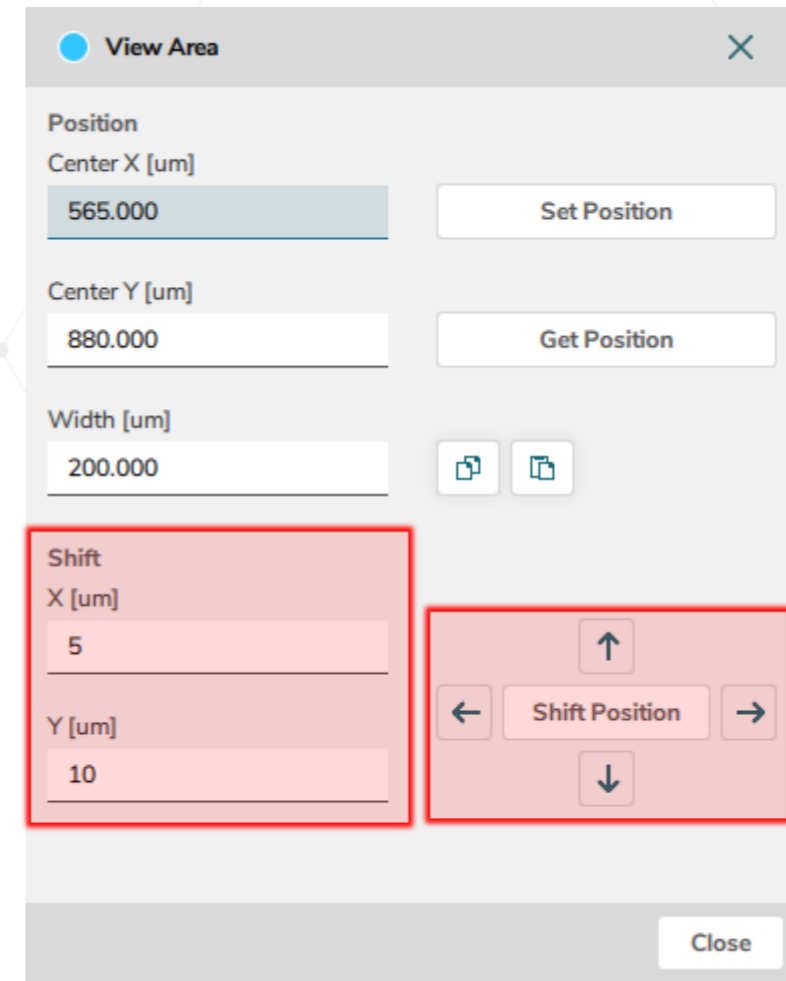 View Area
Position
Center X [um]
565.000
Set Position
Center Y [um]
880.000
Get Position
Width [um]
200.000
Shift
X [um]
5
Y [um]
10
Shift Position
Close